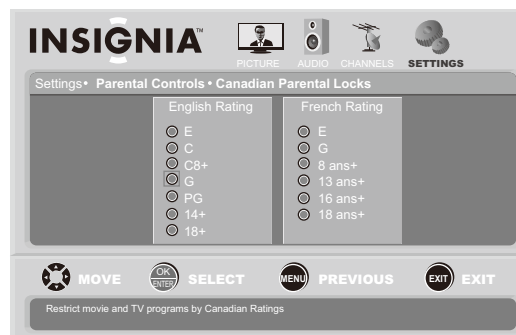 INSIGNIA™
PICTURE AUDIO CHANNELS SETTINGS
Settings• Parental Controls • Canadian Parental Locks
English Rating
E
C
C8+
G
PG
14+
18+
French Rating
E
G
8 ans+
13 ans+
16 ans+
18 ans+
MOVE OK ENTER SELECT MENU PREVIOUS EXIT EXIT
Restrict movie and TV programs by Canadian Ratings